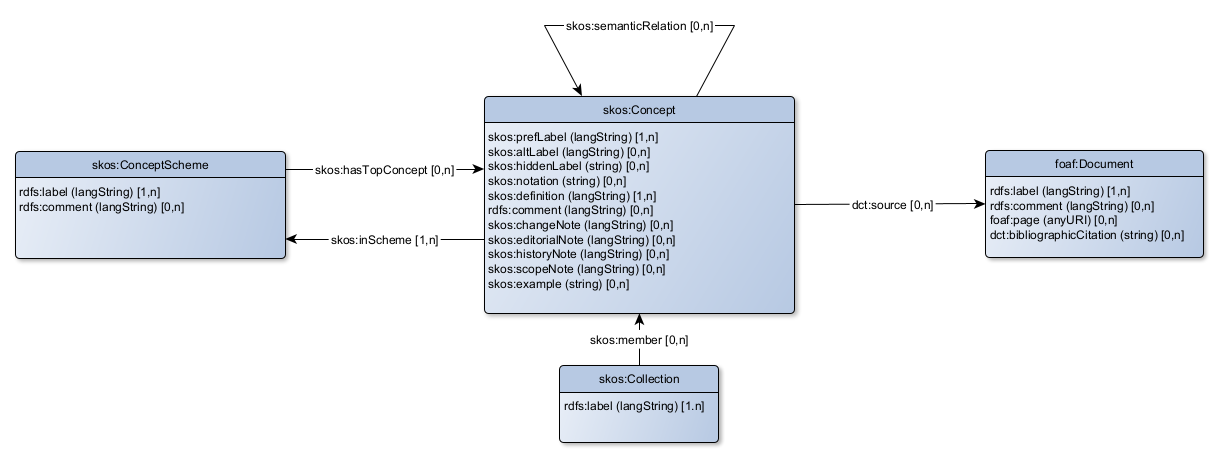 skos:semanticRelation [0,n]
skos:Concept
skos:prefLabel (langString) [1,n]
skos:altLabel (langString) [0,n]
skos:hiddenLabel (string) [0,n]
skos:notation (string) [0,n]
skos:definition (langString) [1,n]
rdfs:comment (langString) [0,n]
skos:changeNote (langString) [0,n]
skos:editorialNote (langString) [0,n]
skos:historyNote (langString) [0,n]
skos:scopeNote (langString) [0,n]
skos:example (string) [0,n]
skos:ConceptScheme
rdfs:label (langString) [1,n]
rdfs:comment (langString) [0,n]
skos:hasTopConcept [0,n]
skos:inScheme [1,n]
dct:source [0,n]
foaf:Document
rdfs:label (langString) [1,n]
rdfs:comment (langString) [0,n]
foaf:page (anyURI) [0,n]
dct:bibliographicCitation (string) [0,n]
skos:member [0,n]
skos:Collection
rdfs:label (langString) [1.n]